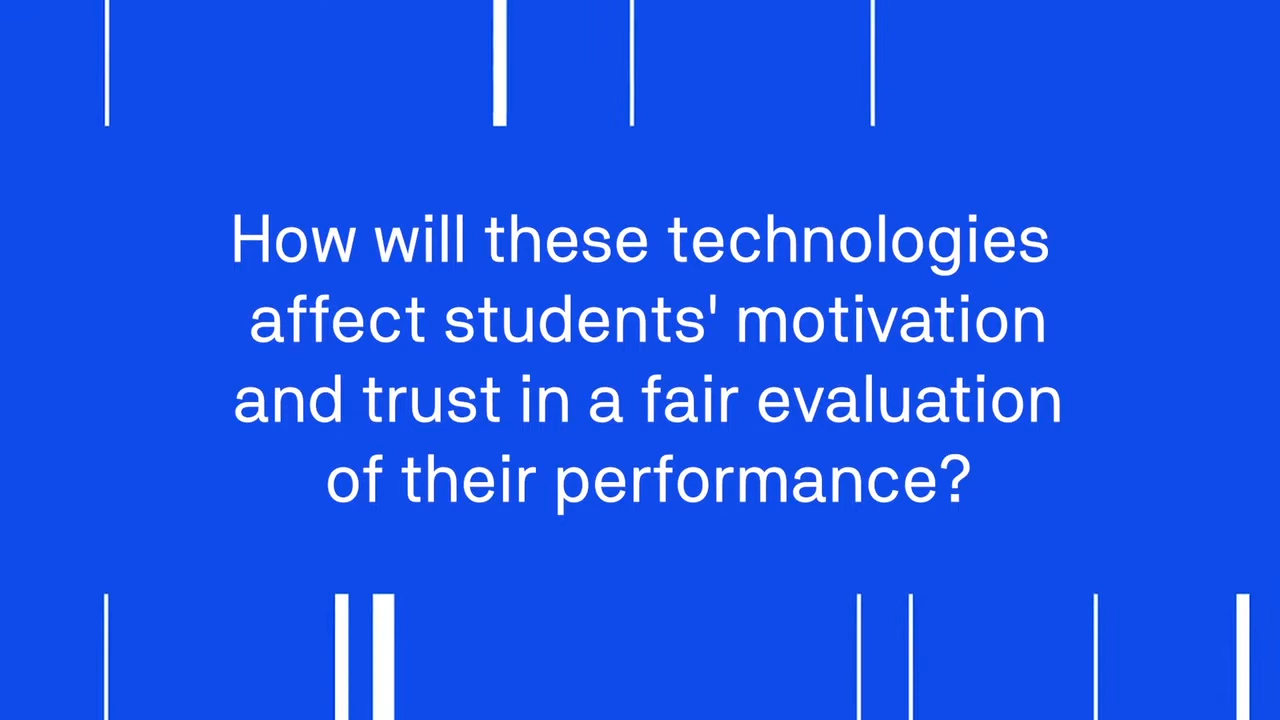 How will these technologies
affect students' motivation
and trust in a fair evaluation
of their performance?